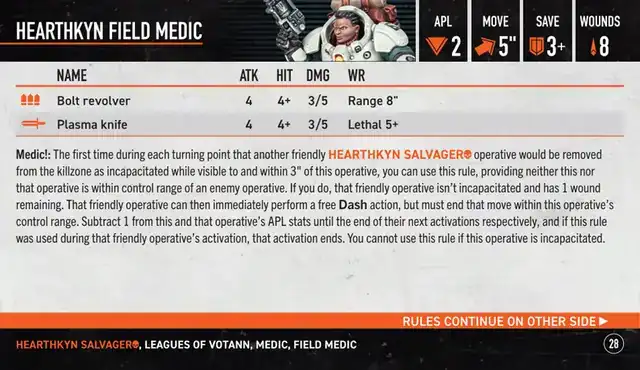 HEARTHKYN FIELD MEDIC
APL MOVE SAVE WOUNDS
2 5" 3+ 8
NAME ATK HIT DMG WR
Bolt revolver 4 4+ 3/5 Range 8"
Plasma knife 4 4+ 3/5 Lethal 5+
Medic!: The first time during each turning point that another friendly HEARTHKYN SALVAGER operative would be removed
from the killzone as incapacitated while visible to and within 3" of this operative, you can use this rule, providing neither this nor
that operative is within control range of an enemy operative. If you do, that friendly operative isn't incapacitated and has 1 wound
remaining. That friendly operative can then immediately perform a free Dash action, but must end that move within this operative's
control range. Subtract 1 from this and that operative's APL stats until the end of their next activations respectively, and if this rule
was used during that friendly operative's activation, that activation ends. You cannot use this rule if this operative is incapacitated.
RULES CONTINUE ON OTHER SIDE
HEARTHKYN SALVAGER, LEAGUES OF VOTANN, MEDIC, FIELD MEDIC
28